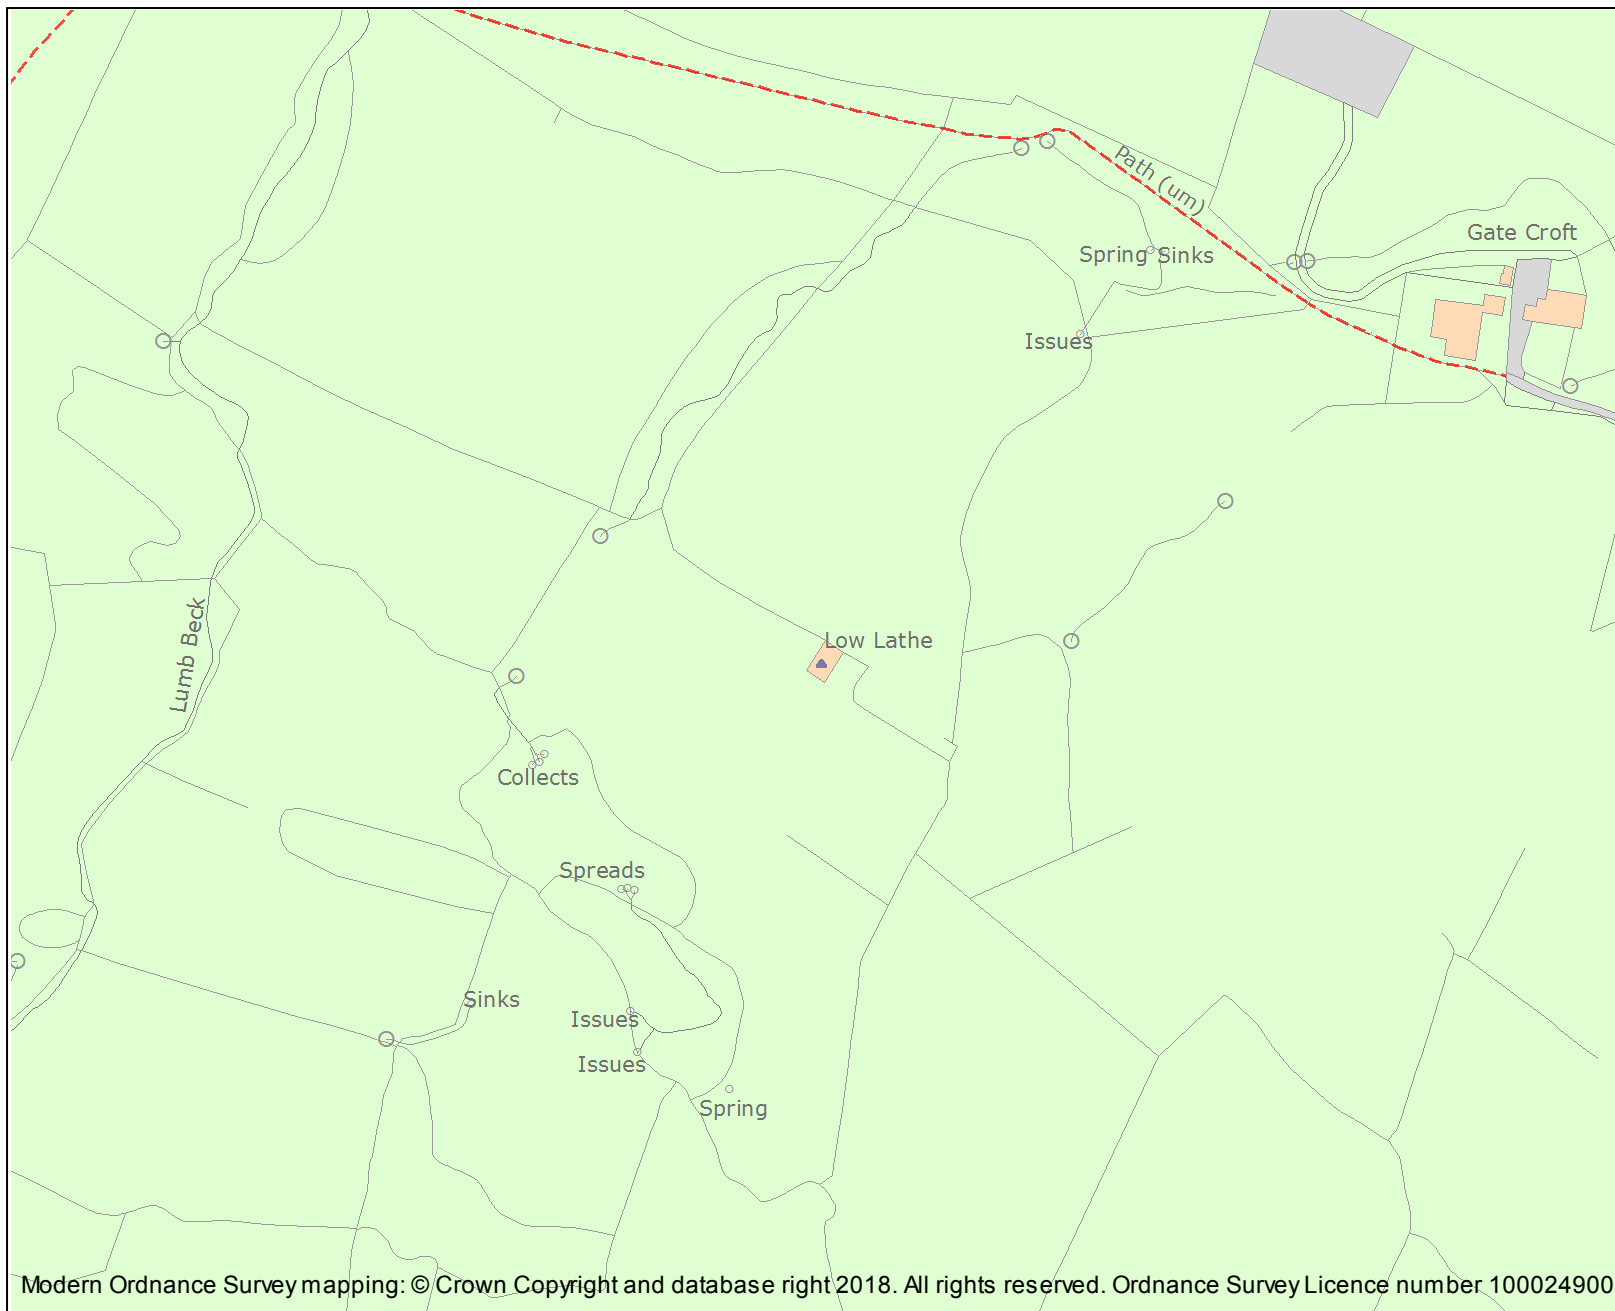 Path (um)
Gate Croft
Spring Sinks
Issues
Lumb Beck
Low Lathe
Collects
Spreads
Sinks
Issues
Issues
Spring
Modern Ordnance Survey mapping: © Crown Copyright and database right 2018. All rights reserved. Ordnance Survey Licence number 100024900